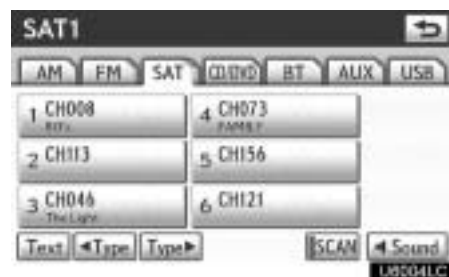 SAT1
AM FM SAT CD/DVD BT AUX USB
1 CH008
4 CH073
FAMILY
2 CH113
5 CH156
3 CH046
The Light
6 CH121
Text ◄Type Type► SCAN ◄Sound
U8004LC